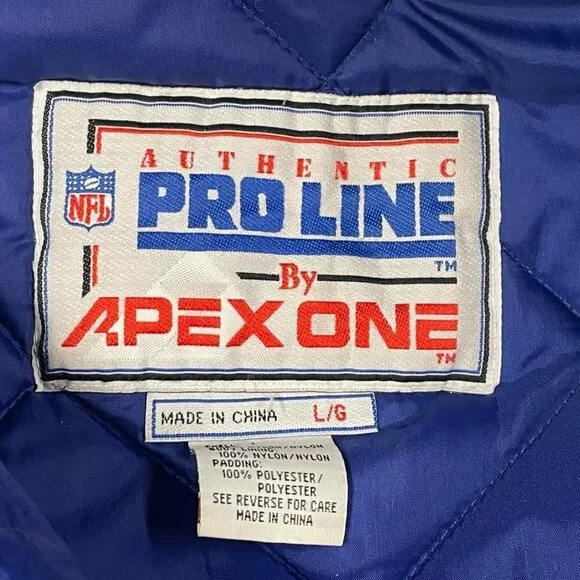 AUTHENTIC
NFL
PRO LINE
TM
By
APEX ONE
TM
MADE IN CHINA L/G
100% NYLON/NYLON
PADDING:
100% POLYESTER/
POLYESTER
SEE REVERSE FOR CARE
MADE IN CHINA